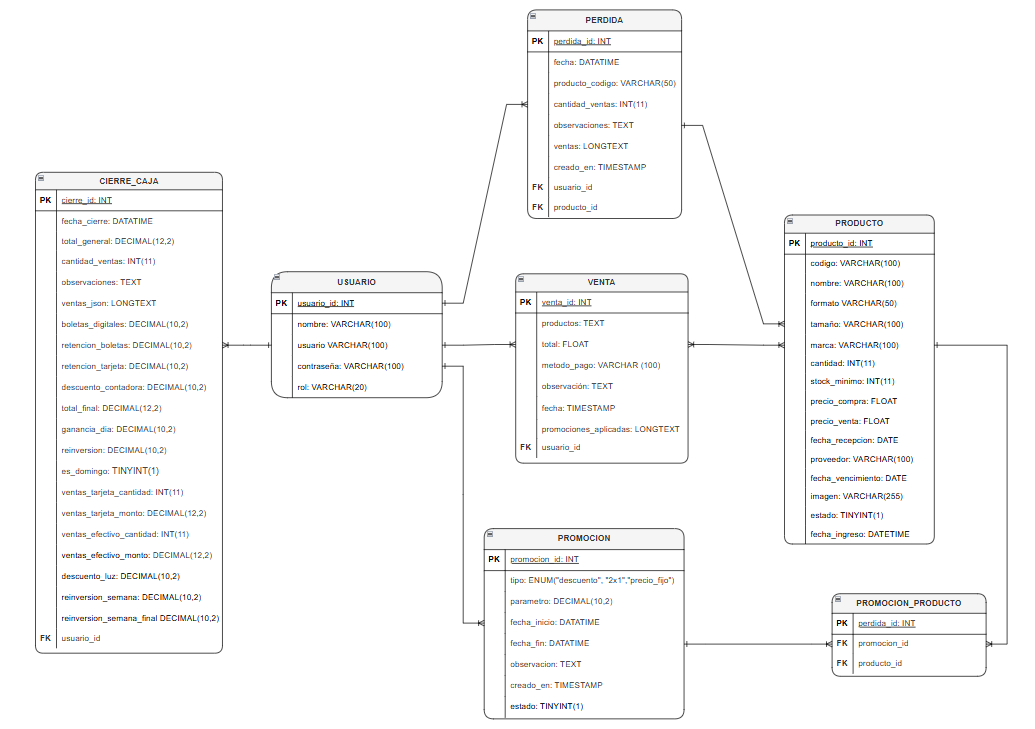 PERDIDA
PK perdida_id: INT
fecha: DATATIME
producto_codigo: VARCHAR(50)
cantidad_ventas: INT(11)
observaciones: TEXT
ventas: LONGTEXT
creado_en: TIMESTAMP
FK usuario_id
FK producto_id
CIERRE_CAJA
PK cierre_id: INT
fecha_cierre: DATATIME
total_general: DECIMAL(12,2)
cantidad_ventas: INT(11)
observaciones: TEXT
ventas_json: LONGTEXT
boletas_digitales: DECIMAL(10,2)
retencion_boletas: DECIMAL(10,2)
retencion_tarjeta: DECIMAL(10,2)
descuento_contadora: DECIMAL(10,2)
total_final: DECIMAL(12,2)
ganancia_dia: DECIMAL(10,2)
reinversion: DECIMAL(10,2)
es_domingo: TINYINT(1)
ventas_tarjeta_cantidad: INT(11)
ventas_tarjeta_monto: DECIMAL(12,2)
ventas_efectivo_cantidad: INT(11)
ventas_efectivo_monto: DECIMAL(12,2)
descuento_luz: DECIMAL(10,2)
reinversion_semana: DECIMAL(10,2)
reinversion_semana_final DECIMAL(10,2)
FK usuario_id
USUARIO
PK usuario_id: INT
nombre: VARCHAR(100)
usuario VARCHAR(100)
contraseña: VARCHAR(100)
rol: VARCHAR(20)
VENTA
PK venta_id: INT
productos: TEXT
total: FLOAT
metodo_pago: VARCHAR (100)
observación: TEXT
fecha: TIMESTAMP
promociones_aplicadas: LONGTEXT
FK usuario_id
PRODUCTO
PK producto_id: INT
codigo: VARCHAR(100)
nombre: VARCHAR(100)
formato VARCHAR(50)
tamaño: VARCHAR(100)
marca: VARCHAR(100)
cantidad: INT(11)
stock_minimo: INT(11)
precio_compra: FLOAT
precio_venta: FLOAT
fecha_recepcion: DATE
proveedor: VARCHAR(100)
fecha_vencimiento: DATE
imagen: VARCHAR(255)
estado: TINYINT(1)
fecha_ingreso: DATETIME
PROMOCION
PK promocion_id: INT
tipo: ENUM("descuento", "2x1","precio_fijo")
parametro: DECIMAL(10,2)
fecha_inicio: DATATIME
fecha_fin: DATATIME
observacion: TEXT
creado_en: TIMESTAMP
estado: TINYINT(1)
PROMOCION_PRODUCTO
PK perdida_id: INT
FK promocion_id
FK producto_id